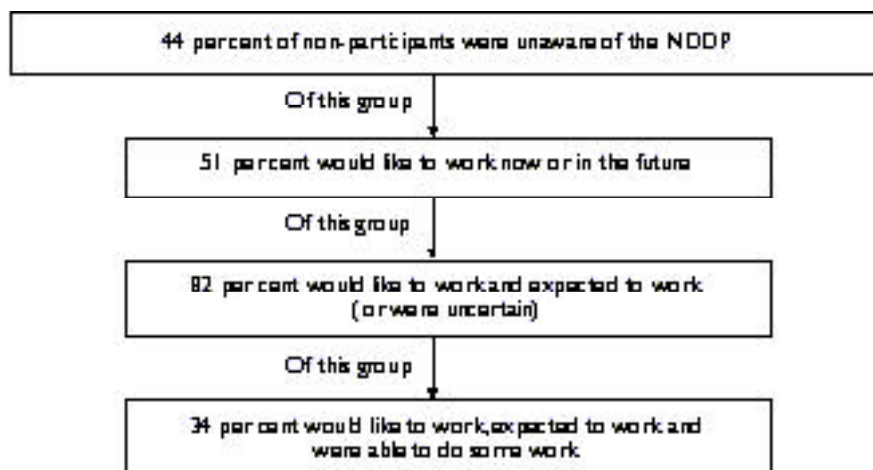 44 percent of non-participants were unaware of the NDDP
Of this group
51 percent would like to work now or in the future
Of this group
82 percent would like to work and expected to work
(or were uncertain)
Of this group
34 percent would like to work, expected to work and
were able to do some work